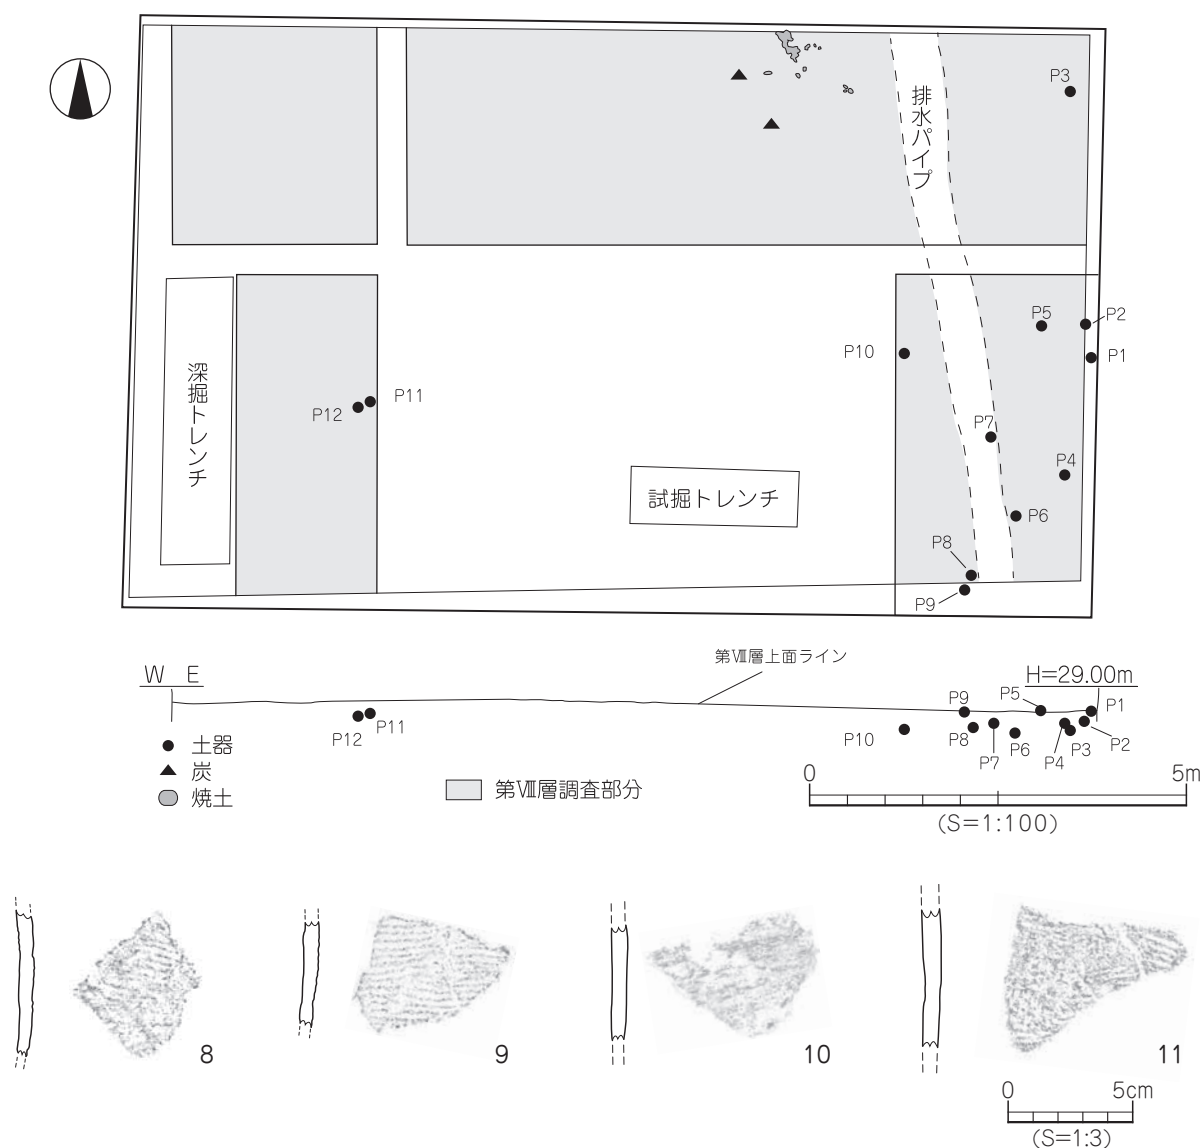 P3
排水パイプ
P5
P2
P10
P1
深掘トレンチ
P11
P12
P7
P4
試掘トレンチ
P6
P8
P9
第Ⅷ層上面ライン
W E
H=29.00m
P9
P5
P1
P11
P12
P10
P8
P7
P6
P4
P3
P2
土器
炭
焼土
第Ⅷ層調査部分
0 5m
(S=1:100)
8
9
10
11
0 5cm
(S=1:3)